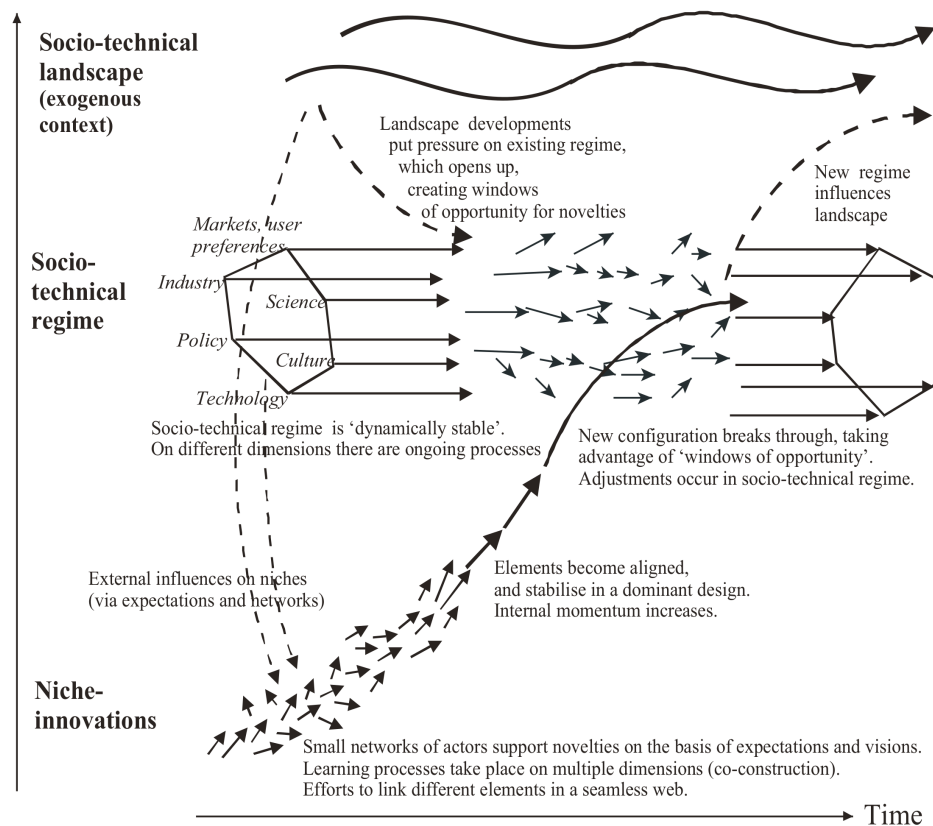 Socio-technical
landscape
(exogenous
context)
Landscape developments
put pressure on existing regime,
which opens up,
creating windows
of opportunity for novelties
New regime
influences
landscape
Markets, user
preferences
Industry
Science
Policy
Culture
Technology
Socio-
technical
regime
Socio-technical regime is ‘dynamically stable’.
On different dimensions there are ongoing processes
New configuration breaks through, taking
advantage of ‘windows of opportunity’.
Adjustments occur in socio-technical regime.
External influences on niches
(via expectations and networks)
Elements become aligned,
and stabilise in a dominant design.
Internal momentum increases.
Niche-
innovations
Small networks of actors support novelties on the basis of expectations and visions.
Learning processes take place on multiple dimensions (co-construction).
Efforts to link different elements in a seamless web.
Time